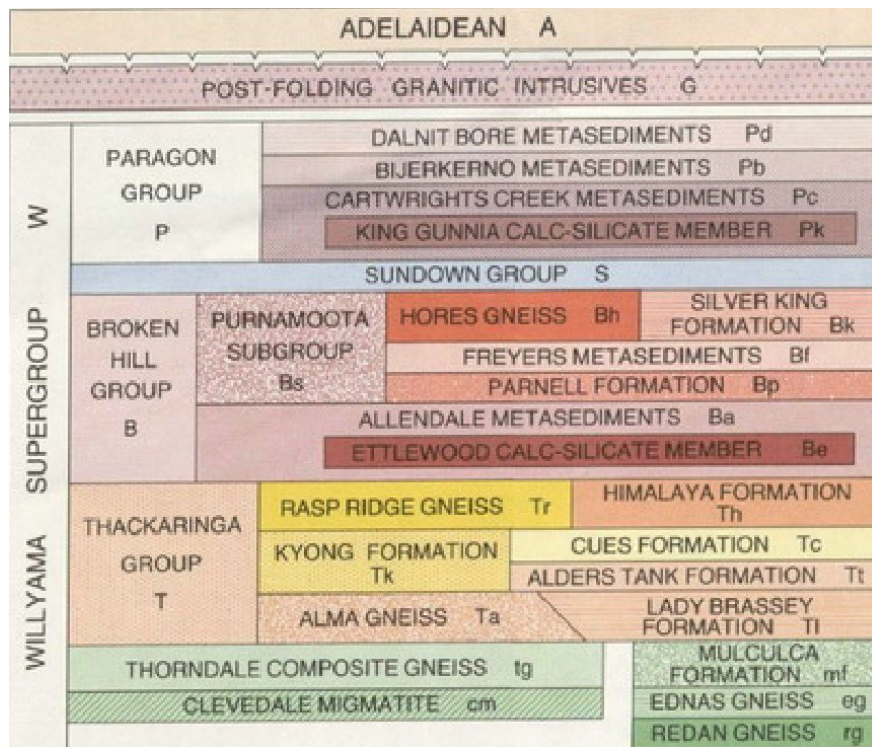 ADELAIDEAN A
POST-FOLDING GRANITIC INTRUSIVES G
WILLYAMA SUPERGROUP W
PARAGON
GROUP
P
DALNIT BORE METASEDIMENTS Pd
BIJERKERNO METASEDIMENTS Pb
CARTWRIGHTS CREEK METASEDIMENTS Pc
KING GUNNIA CALC-SILICATE MEMBER Pk
SUNDOWN GROUP S
BROKEN
HILL
GROUP
B
PURNAMOOTA
SUBGROUP
Bs
HORES GNEISS Bh
SILVER KING
FORMATION Bk
FREYERS METASEDIMENTS Bf
PARNELL FORMATION Bp
ALLENDALE METASEDIMENTS Ba
ETTLEWOOD CALC-SILICATE MEMBER Be
THACKARINGA
GROUP
T
RASP RIDGE GNEISS Tr
HIMALAYA FORMATION
Th
KYONG FORMATION
Tk
CUES FORMATION Tc
ALDERS TANK FORMATION Tt
ALMA GNEISS Ta
LADY BRASSEY
FORMATION Tl
THORNDALE COMPOSITE GNEISS tg
CLEVEDALE MIGMATITE cm
MULCULCA
FORMATION mf
EDNAS GNEISS eg
REDAN GNEISS rg